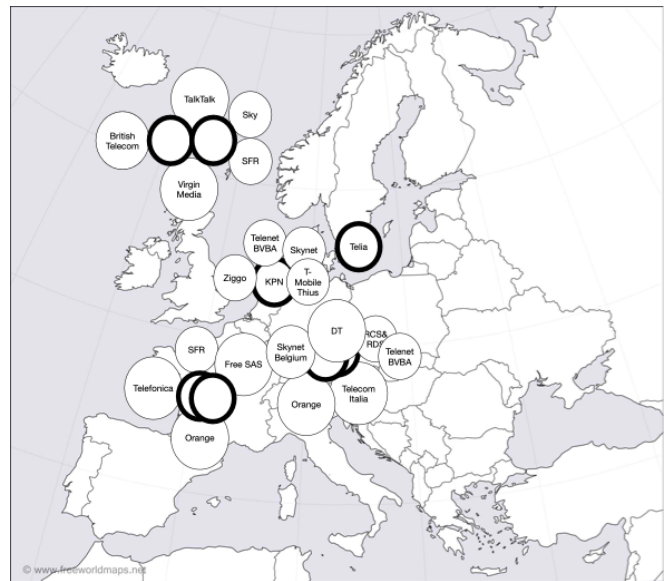 TalkTalk
Sky
British
Telecom
SFR
Virgin
Media
Telenet
BVBA
Skynet
Telia
Ziggo
KPN
T-
Mobile
Thius
DT
RCS&
RDS
SFR
Skynet
Belgium
Telenet
BVBA
Free SAS
Telefonica
Telecom
Italia
Orange
Orange
© www.freeworldmaps.net